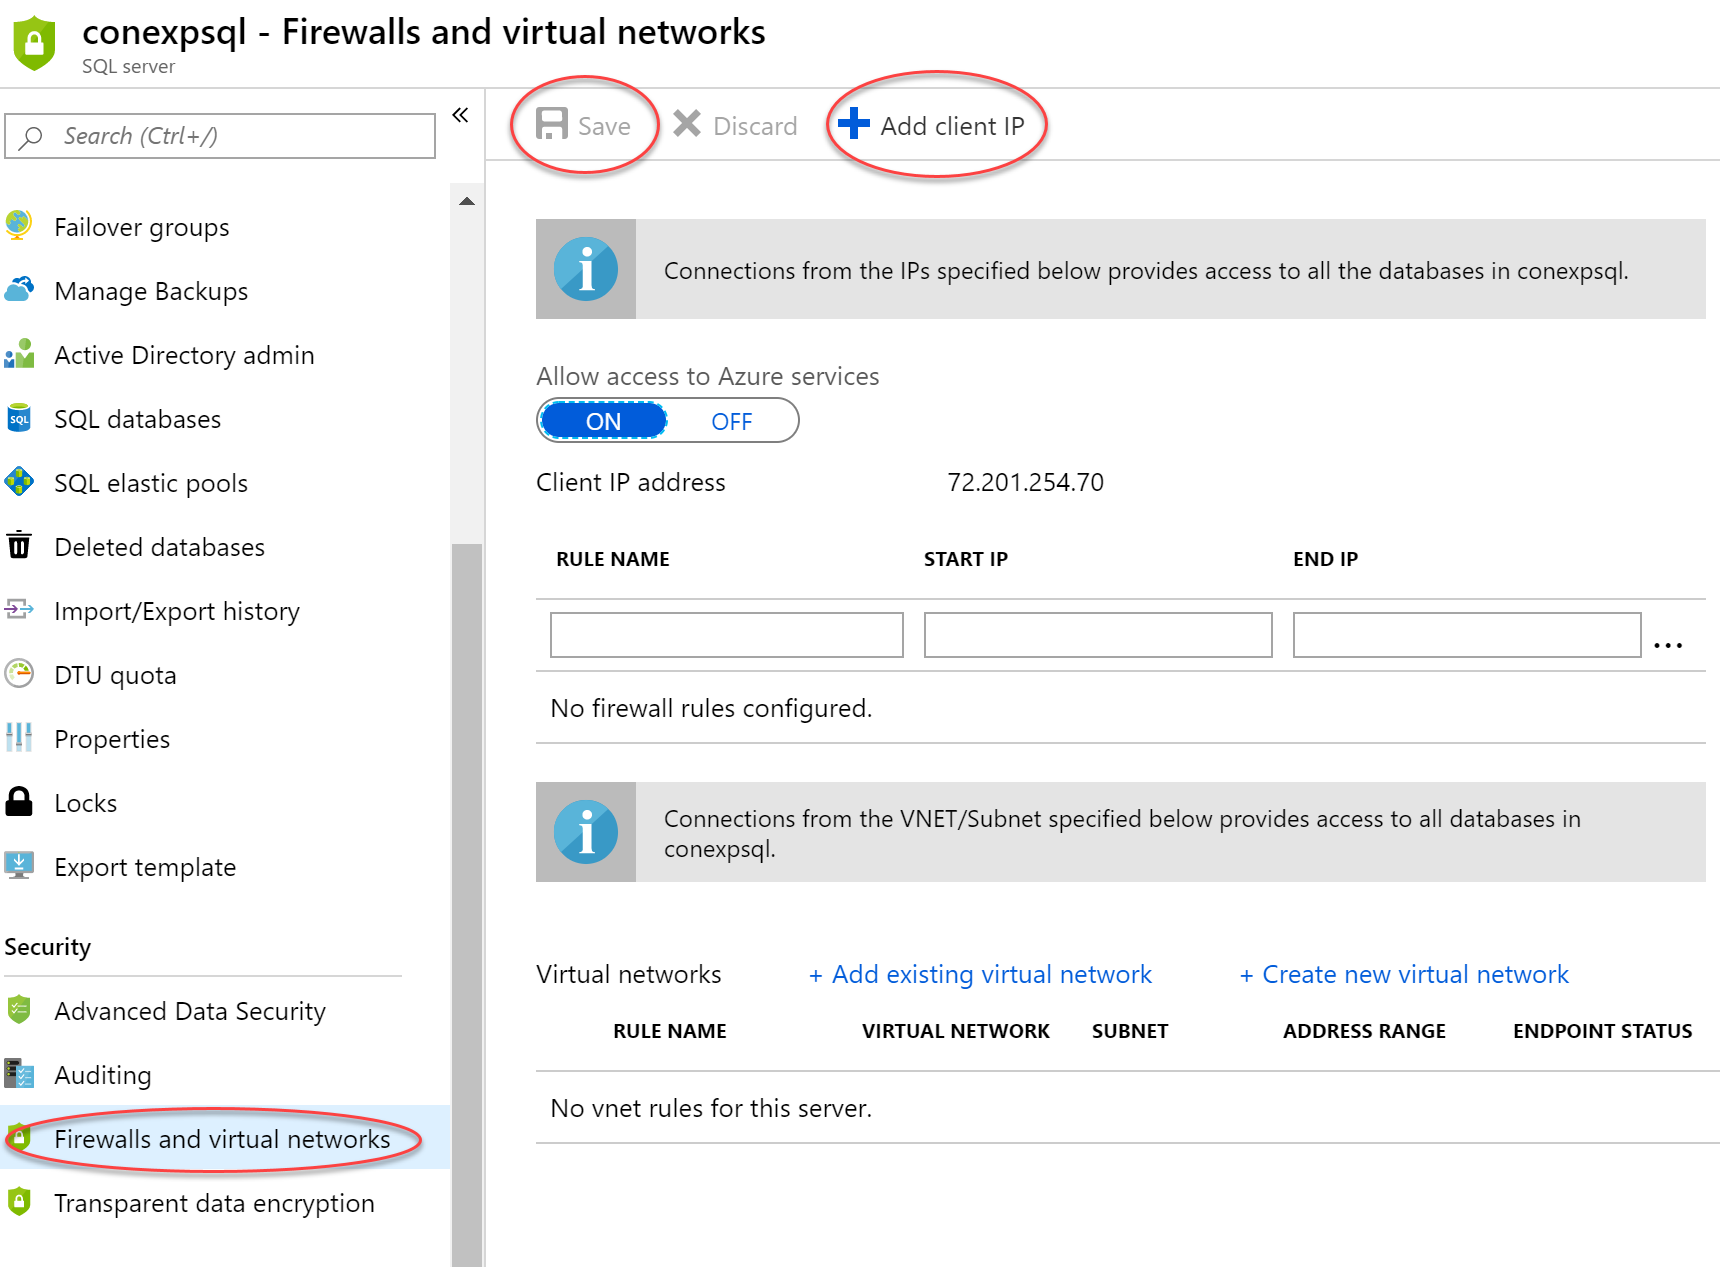 conexpsql - Firewalls and virtual networks
SQL server
Search (Ctrl+/)
«
Failover groups
Manage Backups
Active Directory admin
SQL
SQL databases
SQL elastic pools
Deleted databases
Import/Export history
DTU quota
Properties
Locks
Export template
Security
Advanced Data Security
Auditing
Firewalls and virtual networks
Transparent data encryption
Save Discard Add client IP
Connections from the IPs specified below provides access to all the databases in conexpsql.
Allow access to Azure services
ON OFF
Client IP address 72.201.254.70
RULE NAME START IP END IP
...
No firewall rules configured.
Connections from the VNET/Subnet specified below provides access to all databases in
conexpsql.
Virtual networks + Add existing virtual network + Create new virtual network
RULE NAME VIRTUAL NETWORK SUBNET ADDRESS RANGE ENDPOINT STATUS
No vnet rules for this server.